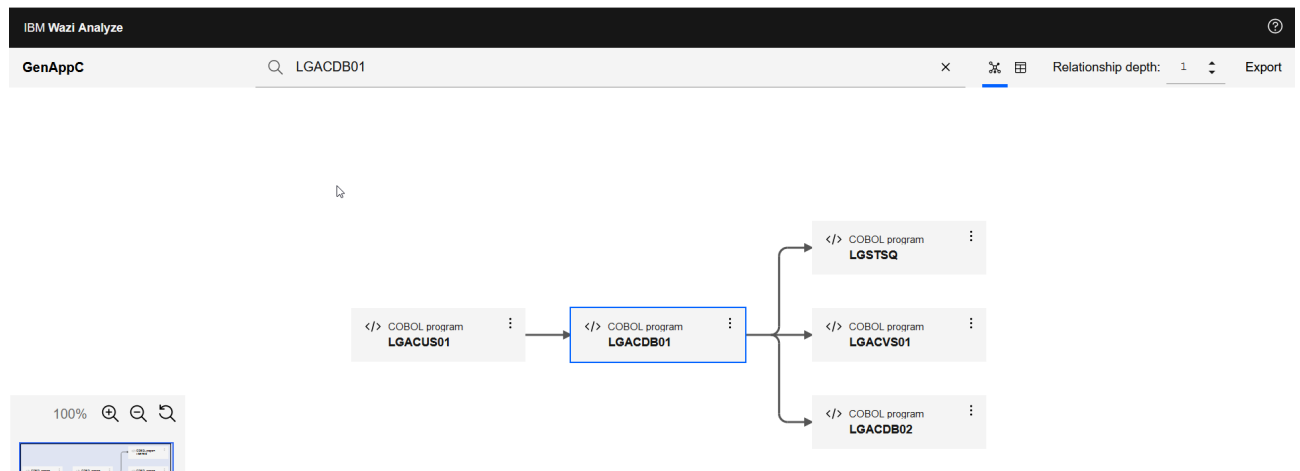 IBM Wazi Analyze
GenAppC
LGACDB01
Relationship depth: 1
Export
</> COBOL program
LGSTSQ
</> COBOL program
LGACUS01
</> COBOL program
LGACDB01
</> COBOL program
LGACVS01
</> COBOL program
LGACDB02
100%